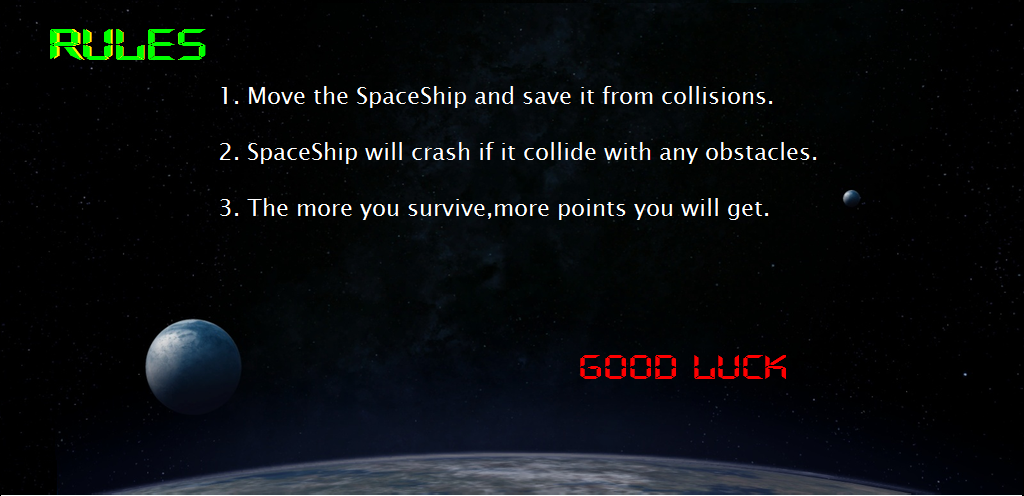 RULES
1. Move the SpaceShip and save it from collisions.
2. SpaceShip will crash if it collide with any obstacles.
3. The more you survive,more points you will get.
GOOD LUCK